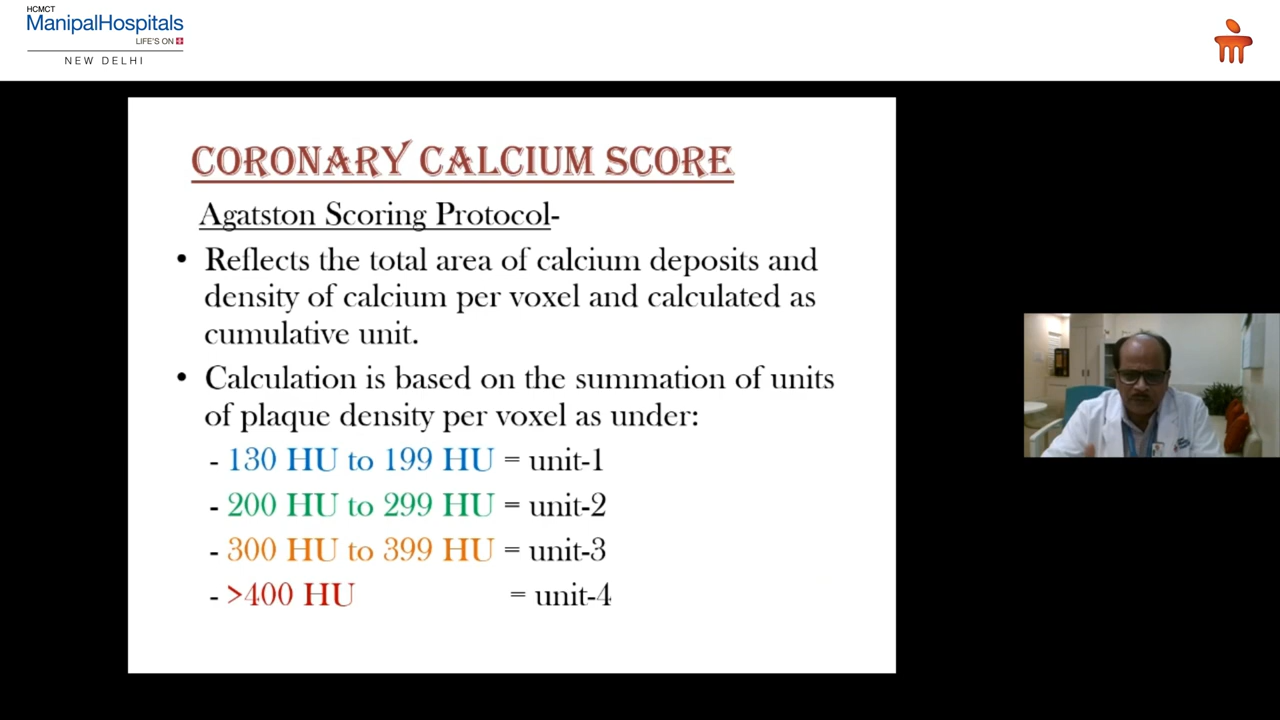 HCMCT
ManipalHospitals
LIFE'S ON
NEW DELHI
CORONARY CALCIUM SCORE
Agatston Scoring Protocol-
• Reflects the total area of calcium deposits and
density of calcium per voxel and calculated as
cumulative unit.
• Calculation is based on the summation of units
of plaque density per voxel as under:
- 130 HU to 199 HU = unit-1
- 200 HU to 299 HU = unit-2
- 300 HU to 399 HU = unit-3
- >400 HU = unit-4